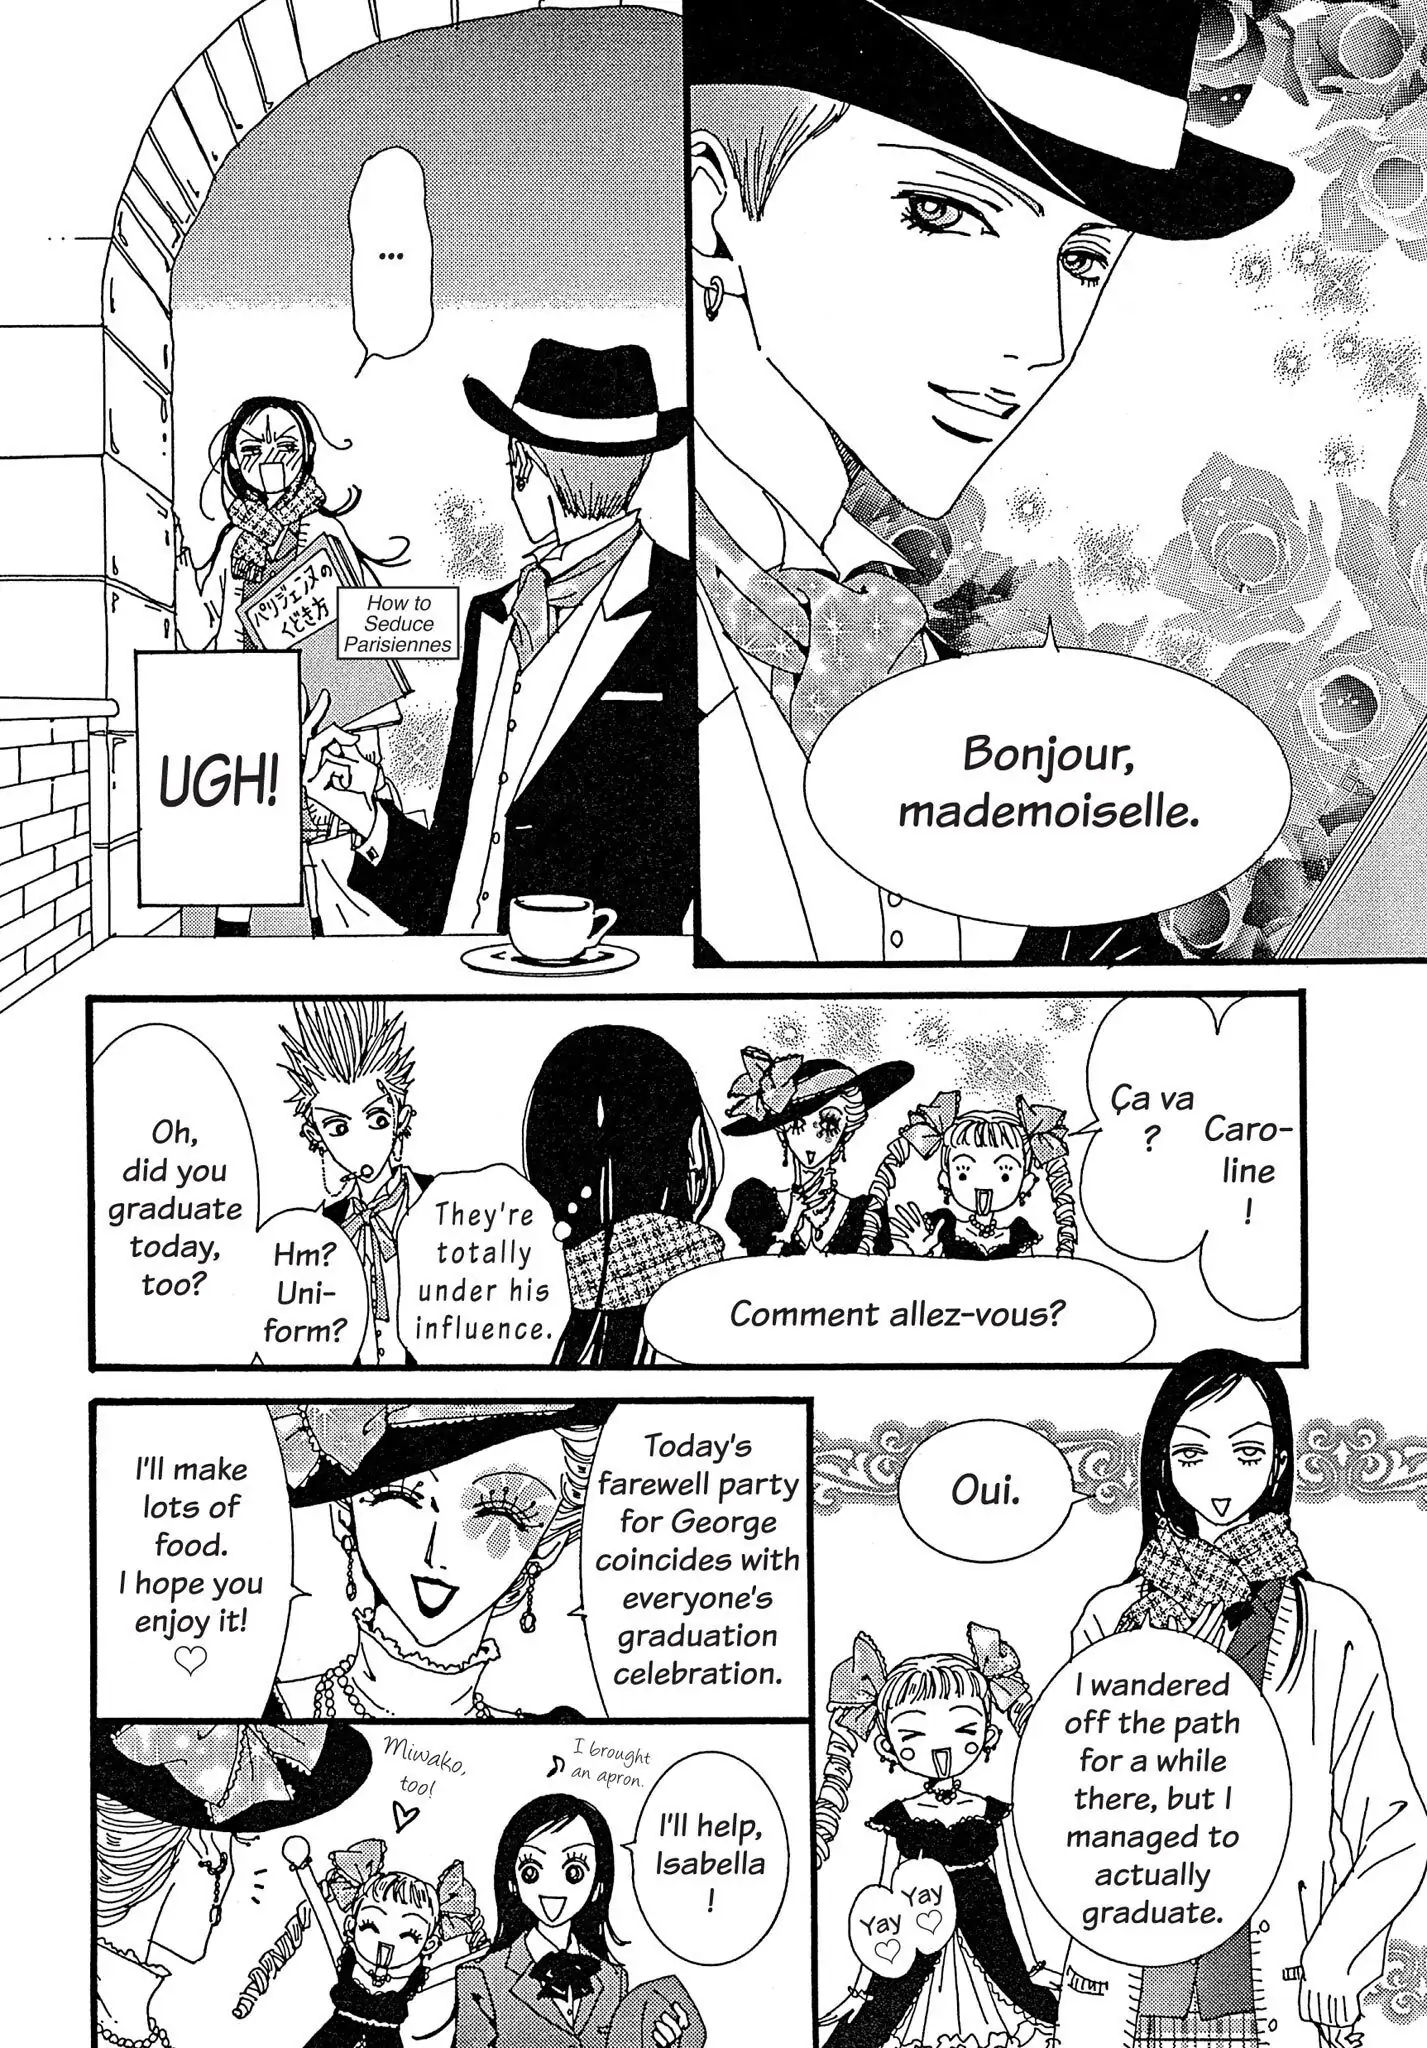 Bonjour,
mademoiselle.
...
パリジェンヌの
くどき方
How to
Seduce
Parisiennes
UGH!
Caro-
line
!
Ça va
?
Comment allez-vous?
They're
totally
under his
influence.
Hm?
Uni-
form?
Oh,
did you
graduate
today,
too?
Oui.
I wandered
off the path
for a while
there, but I
managed to
actually
graduate.
Yay
♡
Yay
♡
Today's
farewell party
for George
coincides with
everyone's
graduation
celebration.
I'll make
lots of
food.
I hope you
enjoy it!
♡
I'll help,
Isabella
!
♪ I brought
an apron.
Miwako,
too!
♡